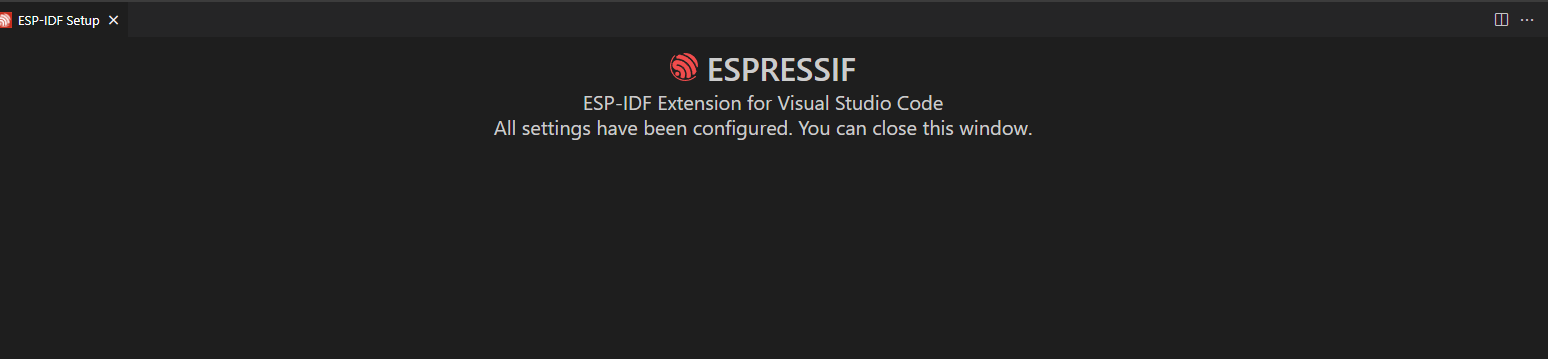 ESP-IDF Setup
ESPRESSIF
ESP-IDF Extension for Visual Studio Code
All settings have been configured. You can close this window.